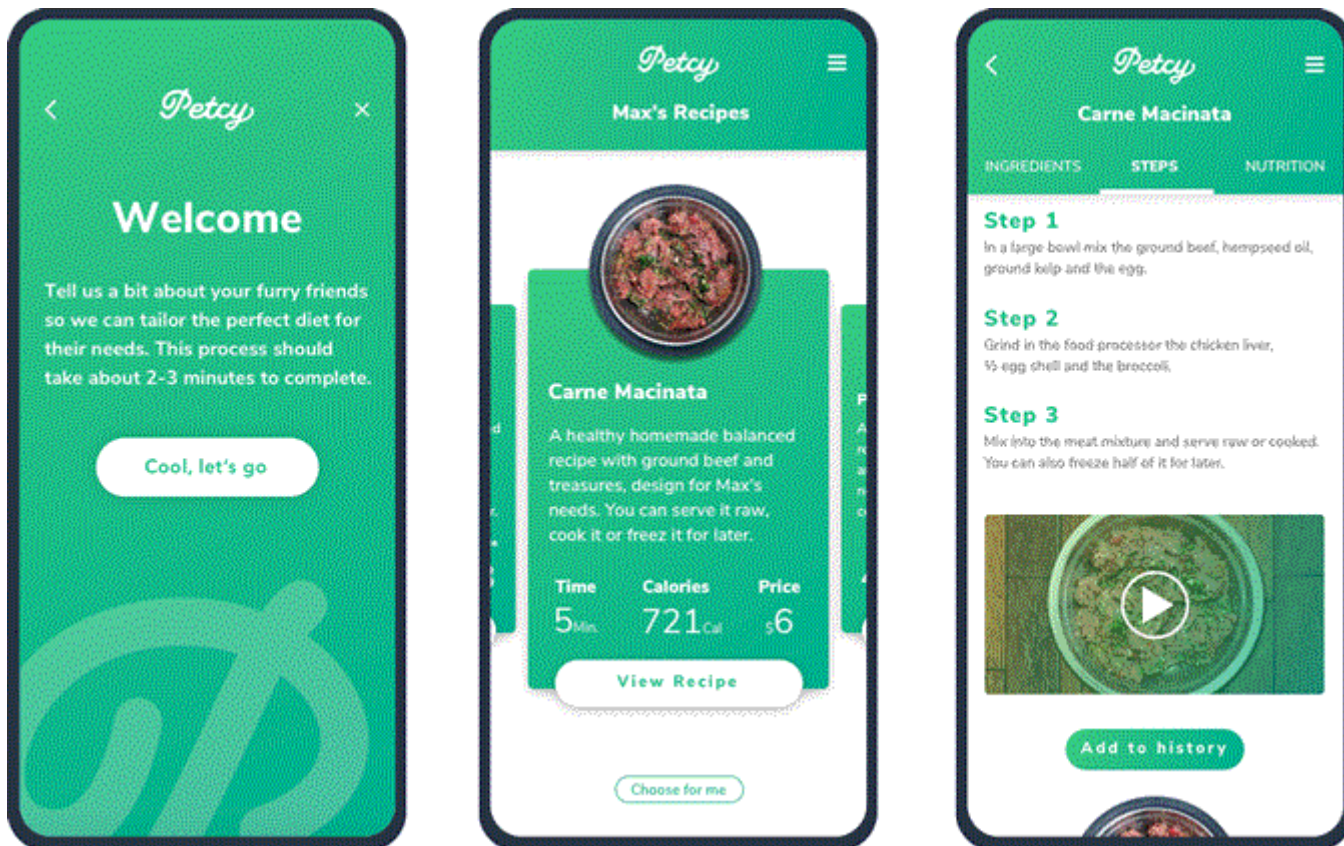 Petcy
Welcome
Tell us a bit about your furry friends
so we can tailor the perfect diet for
their needs. This process should
take about 2-3 minutes to complete.
Cool, let's go
Petcy
Max's Recipes
Carne Macinata
A healthy homemade balanced
recipe with ground beef and
treasures, design for Max's
needs. You can serve it raw,
cook it or freez it for later.
Time Calories Price
5Min. 721Cal $6
View Recipe
Choose for me
Petcy
Carne Macinata
INGREDIENTS STEPS NUTRITION
Step 1
In a large bowl mix the ground beef, hempseed oil,
ground kelp and the egg.
Step 2
Grind in the food processor the chicken liver,
½ egg shell and the broccoli.
Step 3
Mix into the meat mixture and serve raw or cooked.
You can also freeze half of it for later.
Add to history